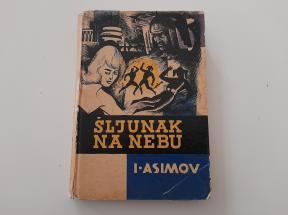 ŠLJUNAK
NA NEBU
I·ASIMOV